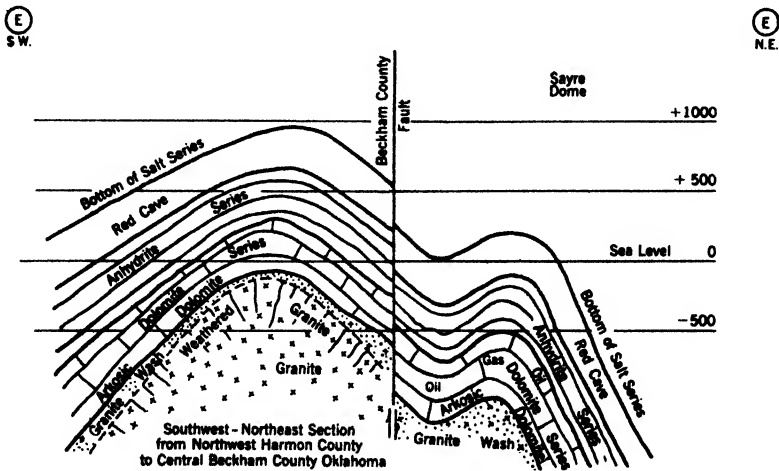 E
S W.
E
N.E.
Beckham County
Fault
Sayre
Dome
+1000
Bottom of Salt Series
+ 500
Red Cave
Series
Sea Level 0
Anhydrite
Series
Dolomite
Dolomite
Weathered
Granite
-500
Arkosic
Granite Wash
Granite
Gas
Oil
Dolomite
Oil
Anhydrite
Red Cave
Bottom of Salt Series
Arkosic
Dolomite
Series
Series
Granite Wash
Southwest-Northeast Section
from Northwest Harmon County
to Central Beckham County Oklahoma